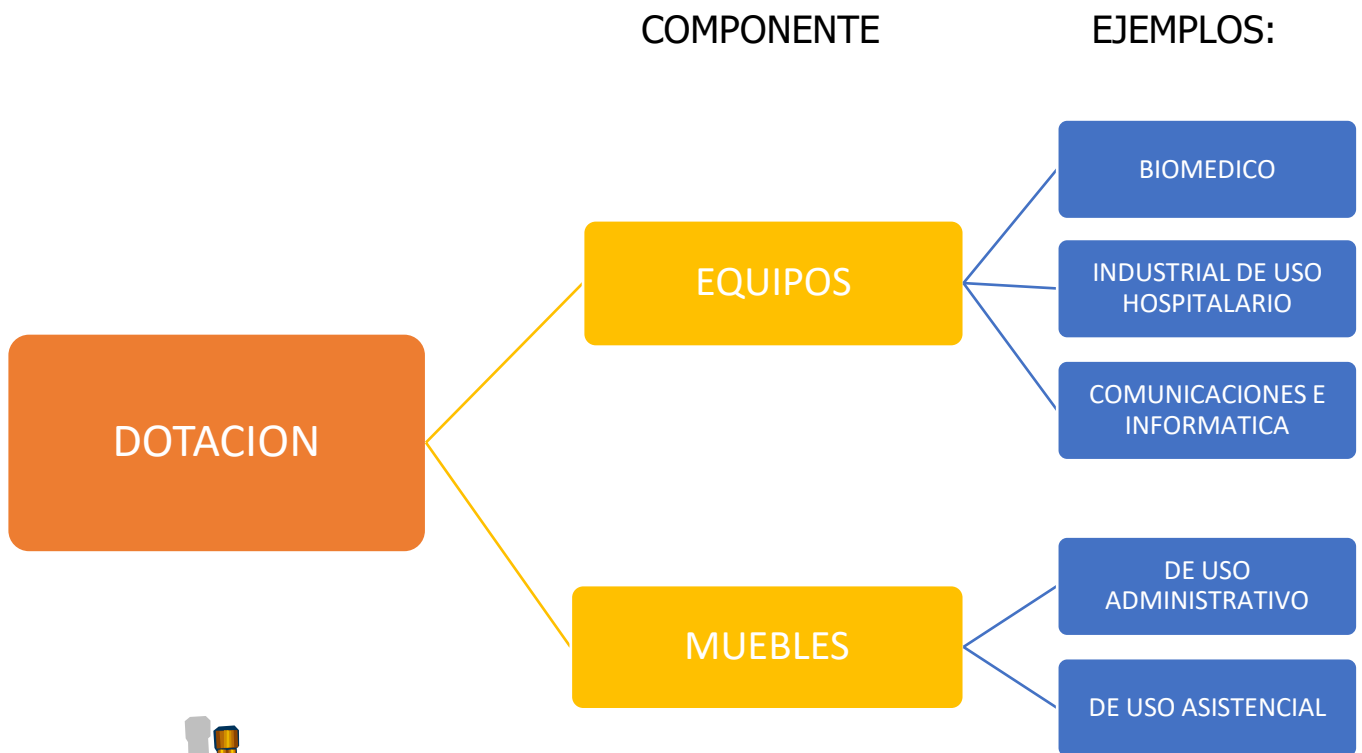 COMPONENTE
EJEMPLOS:
DOTACION
EQUIPOS
BIOMEDICO
INDUSTRIAL DE USO
HOSPITALARIO
COMUNICACIONES E
INFORMATICA
MUEBLES
DE USO
ADMINISTRATIVO
DE USO ASISTENCIAL